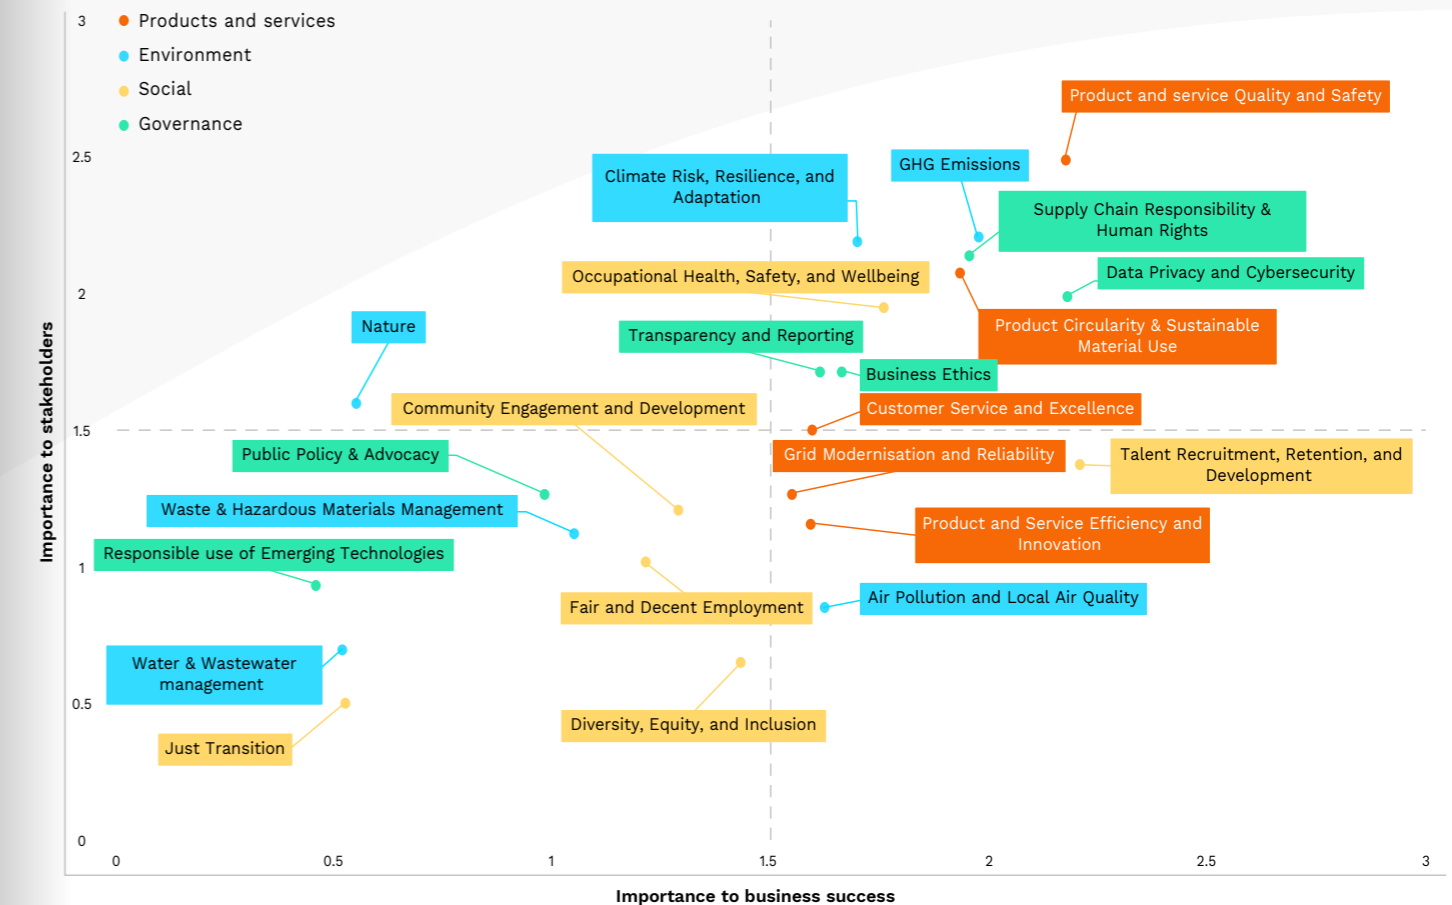 3
Products and services
Environment
Social
Governance
Product and service Quality and Safety
2.5
Climate Risk, Resilience, and
Adaptation
GHG Emissions
Supply Chain Responsibility &
Human Rights
Occupational Health, Safety, and Wellbeing
Data Privacy and Cybersecurity
2
Nature
Transparency and Reporting
Product Circularity & Sustainable
Material Use
Business Ethics
Community Engagement and Development
Customer Service and Excellence
1.5
Public Policy & Advocacy
Grid Modernisation and Reliability
Talent Recruitment, Retention, and
Development
Waste & Hazardous Materials Management
Product and Service Efficiency and
Innovation
Responsible use of Emerging Technologies
1
Fair and Decent Employment
Air Pollution and Local Air Quality
Water & Wastewater
management
0.5
Diversity, Equity, and Inclusion
Just Transition
0
Importance to stakeholders
0
0.5
1
1.5
2
2.5
3
Importance to business success